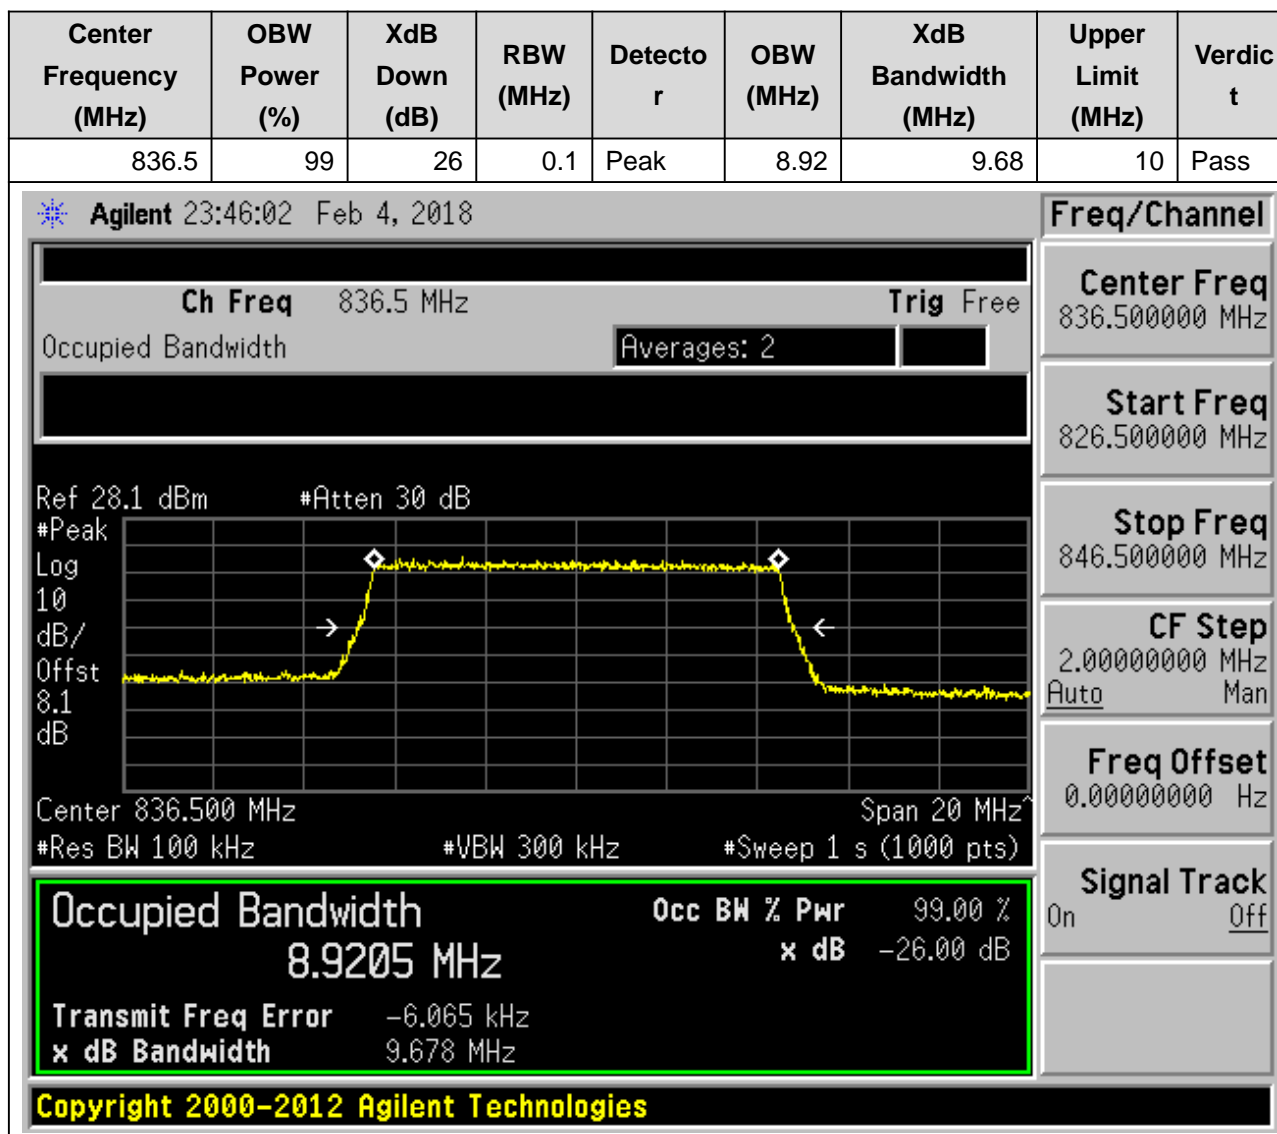 Center Frequency (MHz) OBW Power (%) XdB Down (dB) RBW (MHz) Detecto r OBW (MHz) XdB Bandwidth (MHz) Upper Limit (MHz) Verdic t
836.5 99 26 0.1 Peak 8.92 9.68 10 Pass
Agilent 23:46:02 Feb 4, 2018
Ch Freq 836.5 MHz Trig Free
Occupied Bandwidth Averages: 2
Ref 28.1 dBm #Atten 30 dB
#Peak
Log
10
dB/
Offst
8.1
dB
Center 836.500 MHz Span 20 MHz^
#Res BW 100 kHz #VBW 300 kHz #Sweep 1 s (1000 pts)
Occupied Bandwidth Occ BW % Pwr 99.00 %
8.9205 MHz x dB -26.00 dB
Transmit Freq Error -6.065 kHz
x dB Bandwidth 9.678 MHz
Copyright 2000-2012 Agilent Technologies
Freq/Channel
Center Freq
836.500000 MHz
Start Freq
826.500000 MHz
Stop Freq
846.500000 MHz
CF Step
2.00000000 MHz
Auto Man
Freq Offset
0.00000000 Hz
Signal Track
On Off